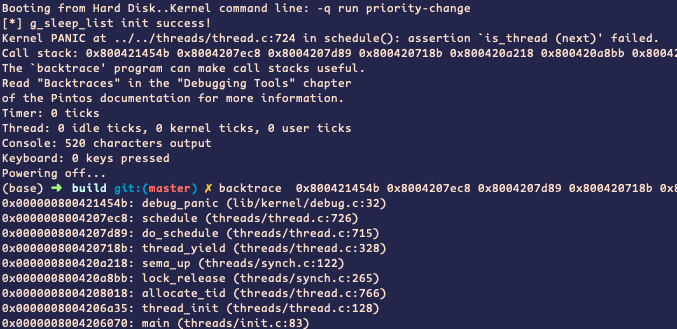 Booting from Hard Disk..Kernel command line: -q run priority-change
[*] g_sleep_list init success!
Kernel PANIC at ../../threads/thread.c:724 in schedule(): assertion `is_thread (next)' failed.
Call stack: 0x800421454b 0x8004207ec8 0x8004207d89 0x800420718b 0x800420a218 0x800420a8bb 0x8004
The `backtrace' program can make call stacks useful.
Read "Backtraces" in the "Debugging Tools" chapter
of the Pintos documentation for more information.
Timer: 0 ticks
Thread: 0 idle ticks, 0 kernel ticks, 0 user ticks
Console: 520 characters output
Keyboard: 0 keys pressed
Powering off...
(base) ➜ build git:(master) ✗ backtrace 0x800421454b 0x8004207ec8 0x8004207d89 0x800420718b 0x8
0x000000800421454b: debug_panic (lib/kernel/debug.c:32)
0x0000008004207ec8: schedule (threads/thread.c:726)
0x0000008004207d89: do_schedule (threads/thread.c:715)
0x000000800420718b: thread_yield (threads/thread.c:328)
0x000000800420a218: sema_up (threads/synch.c:122)
0x000000800420a8bb: lock_release (threads/synch.c:265)
0x0000008004208018: allocate_tid (threads/thread.c:766)
0x0000008004206a35: thread_init (threads/thread.c:128)
0x0000008004206070: main (threads/init.c:83)